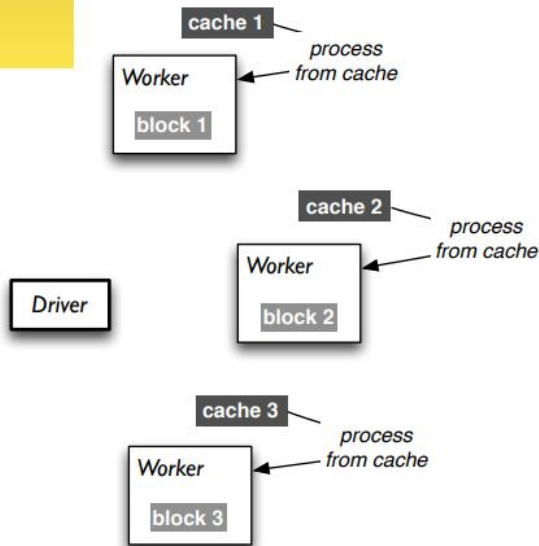 cache 1
process
from cache
Worker
block 1
cache 2
process
from cache
Worker
block 2
Driver
cache 3
process
from cache
Worker
block 3